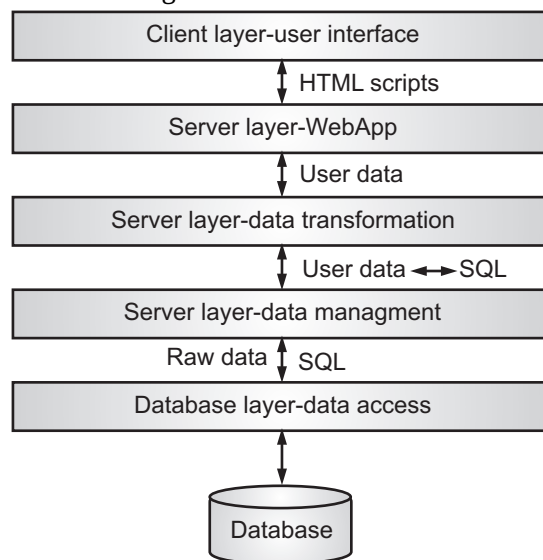 Client layer-user interface
HTML scripts
Server layer-WebApp
User data
Server layer-data transformation
User data SQL
Server layer-data managment
Raw data SQL
Database layer-data access
Database